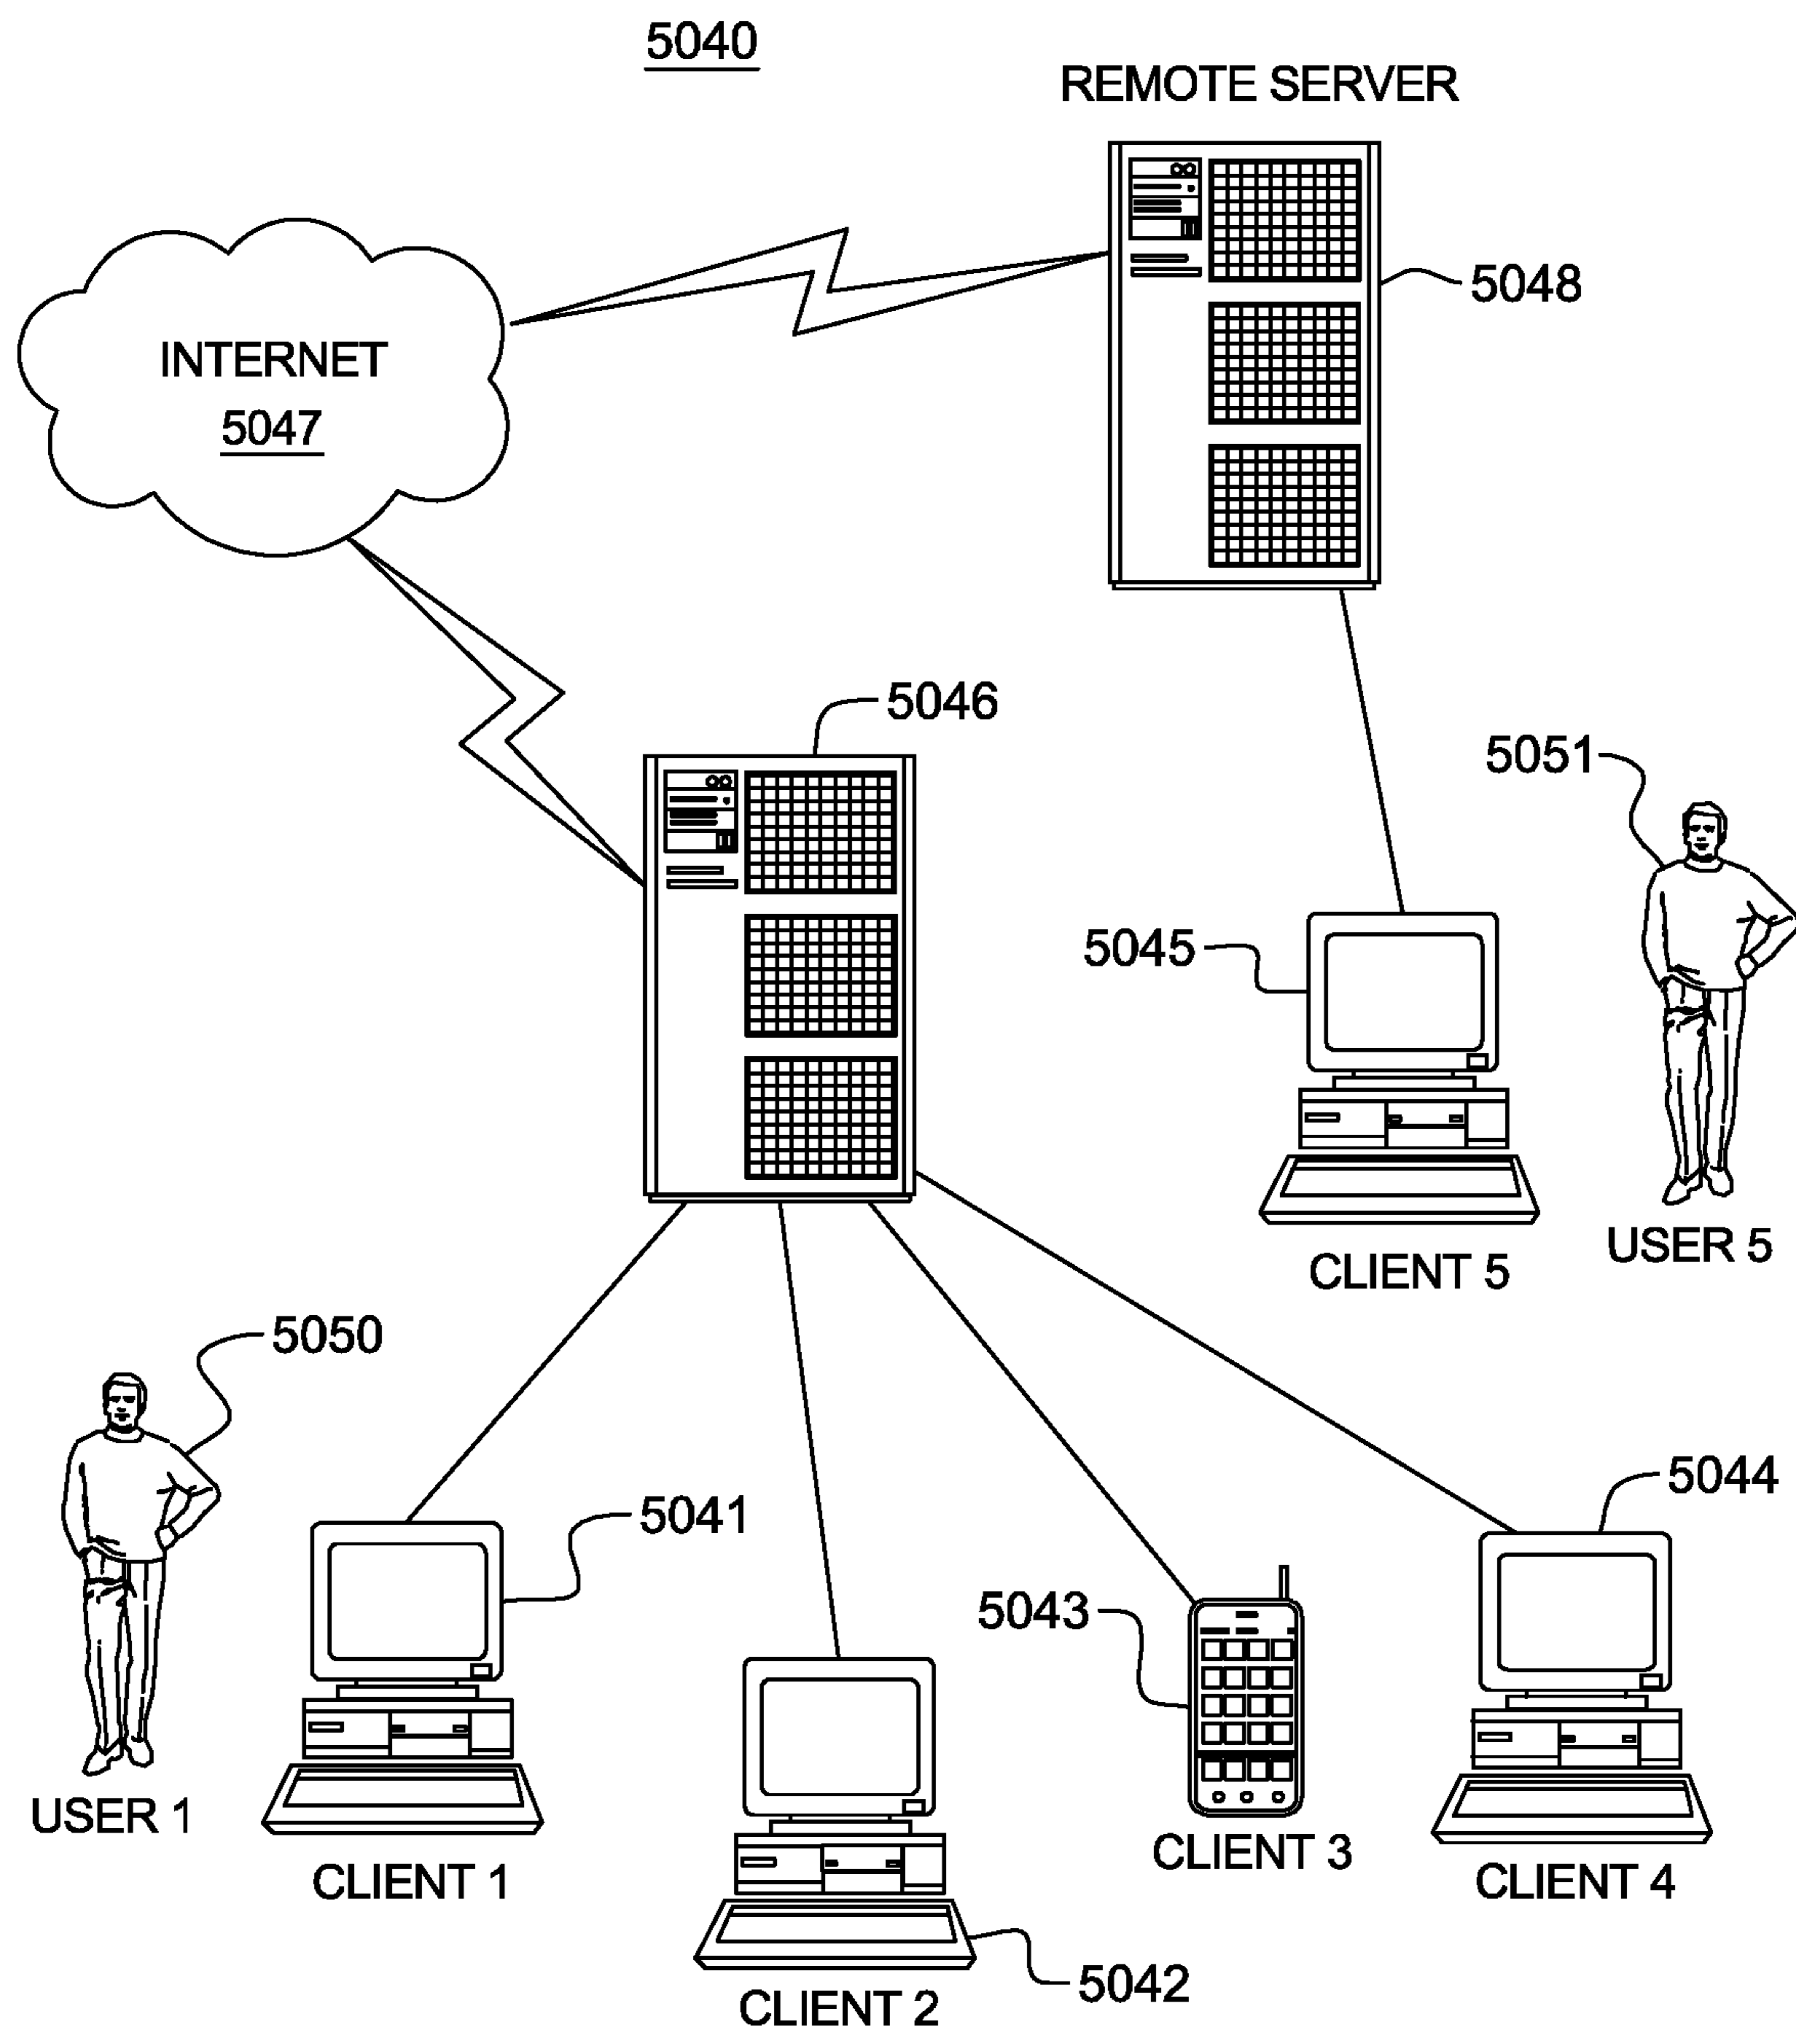 5040
REMOTE SERVER
5048
INTERNET
5047
5046
5051
5045
USER 5
CLIENT 5
5050
5044
5041
5043
USER 1
CLIENT 3
CLIENT 1
CLIENT 4
5042
CLIENT 2